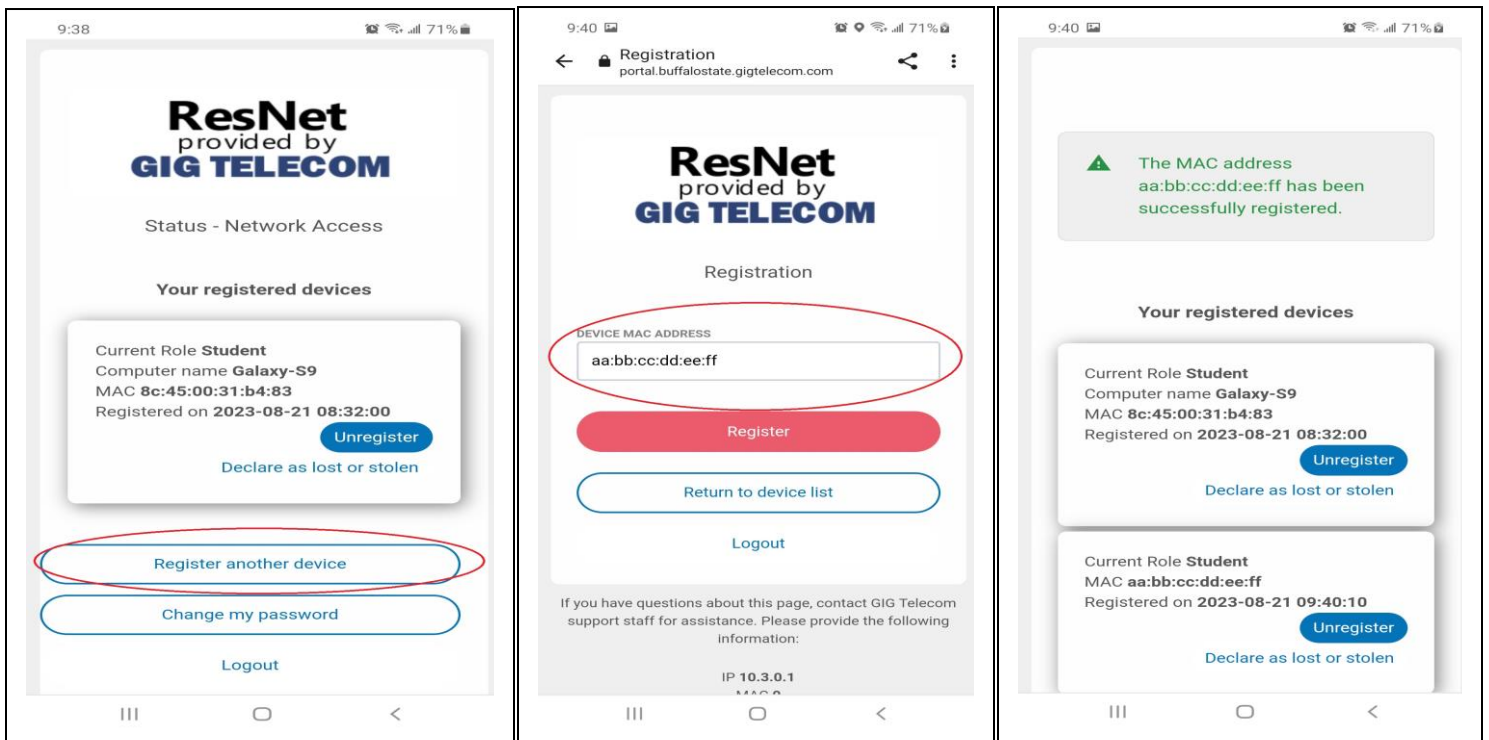 9:38
71%
ResNet
provided by
GIG TELECOM
Status - Network Access
Your registered devices
Current Role Student
Computer name Galaxy-S9
MAC 8c:45:00:31:b4:83
Registered on 2023-08-21 08:32:00
Unregister
Declare as lost or stolen
Register another device
Change my password
Logout
9:40
71%
Registration
portal.buffalostate.gigtelecom.com
ResNet
provided by
GIG TELECOM
Registration
DEVICE MAC ADDRESS
aa:bb:cc:dd:ee:ff
Register
Return to device list
Logout
If you have questions about this page, contact GIG Telecom
support staff for assistance. Please provide the following
information:
IP 10.3.0.1
9:40
71%
The MAC address
aa:bb:cc:dd:ee:ff has been
successfully registered.
Your registered devices
Current Role Student
Computer name Galaxy-S9
MAC 8c:45:00:31:b4:83
Registered on 2023-08-21 08:32:00
Unregister
Declare as lost or stolen
Current Role Student
MAC aa:bb:cc:dd:ee:ff
Registered on 2023-08-21 09:40:10
Unregister
Declare as lost or stolen